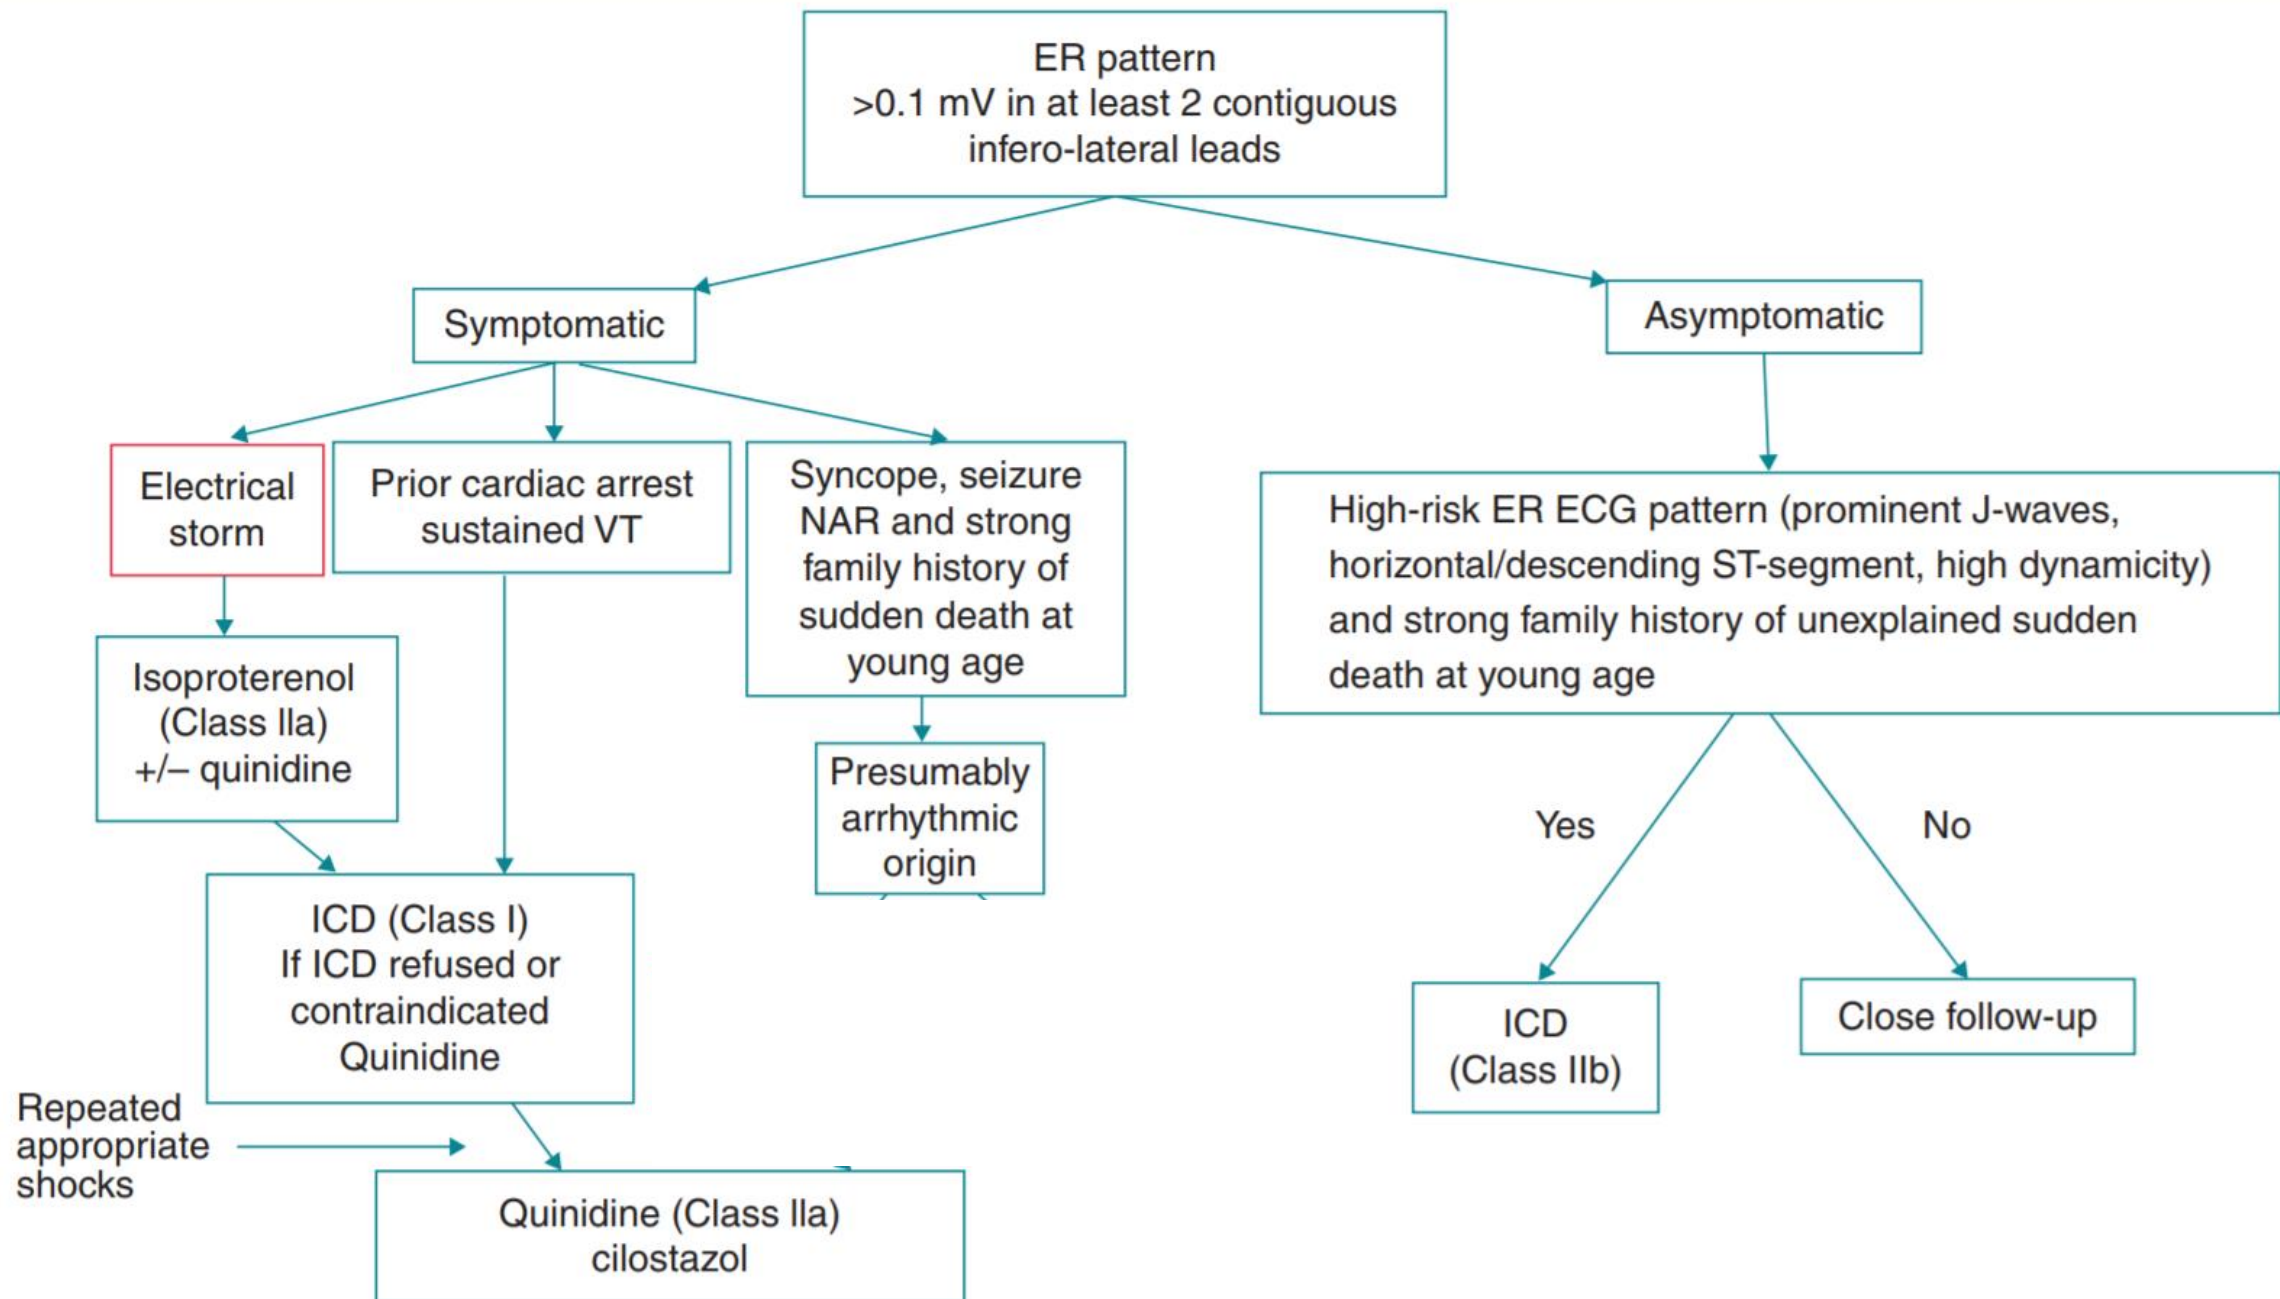 ER pattern
>0.1 mV in at least 2 contiguous
infero-lateral leads
Symptomatic
Asymptomatic
Electrical
storm
Prior cardiac arrest
sustained VT
Syncope, seizure
NAR and strong
family history of
sudden death at
young age
High-risk ER ECG pattern (prominent J-waves,
horizontal/descending ST-segment, high dynamicity)
and strong family history of unexplained sudden
death at young age
Isoproterenol
(Class IIa)
+/– quinidine
Presumably
arrhythmic
origin
Yes
No
ICD (Class I)
If ICD refused or
contraindicated
Quinidine
ICD
(Class IIb)
Close follow-up
Repeated
appropriate
shocks
Quinidine (Class IIa)
cilostazol